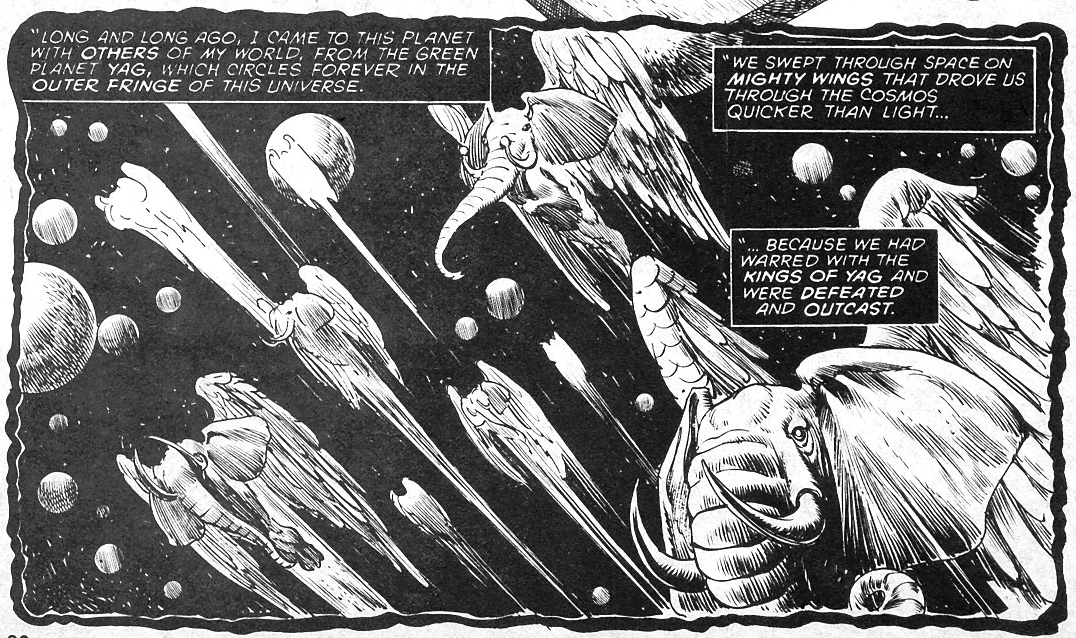 "LONG AND LONG AGO, I CAME TO THIS PLANET
WITH OTHERS OF MY WORLD, FROM THE GREEN
PLANET YAG, WHICH CIRCLES FOREVER IN THE
OUTER FRINGE OF THIS UNIVERSE.
"WE SWEPT THROUGH SPACE ON
MIGHTY WINGS THAT DROVE US
THROUGH THE COSMOS
QUICKER THAN LIGHT...
"... BECAUSE WE HAD
WARRED WITH THE
KINGS OF YAG AND
WERE DEFEATED
AND OUTCAST.